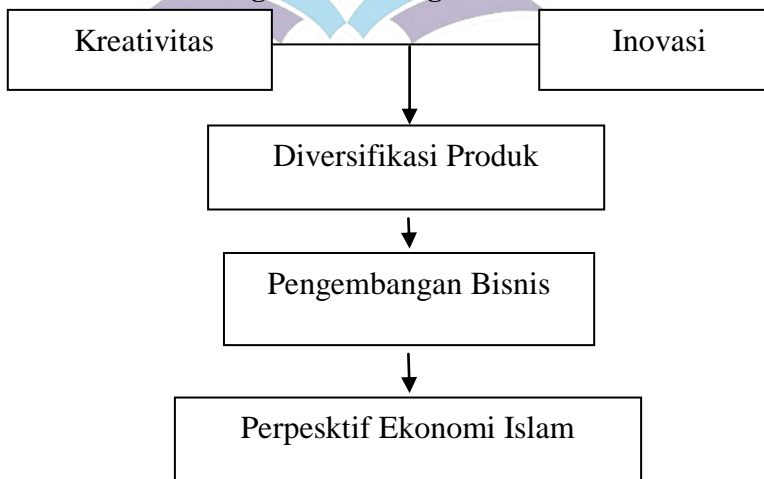 Kreativitas
Inovasi
Diversifikasi Produk
Pengembangan Bisnis
Perpesktif Ekonomi Islam